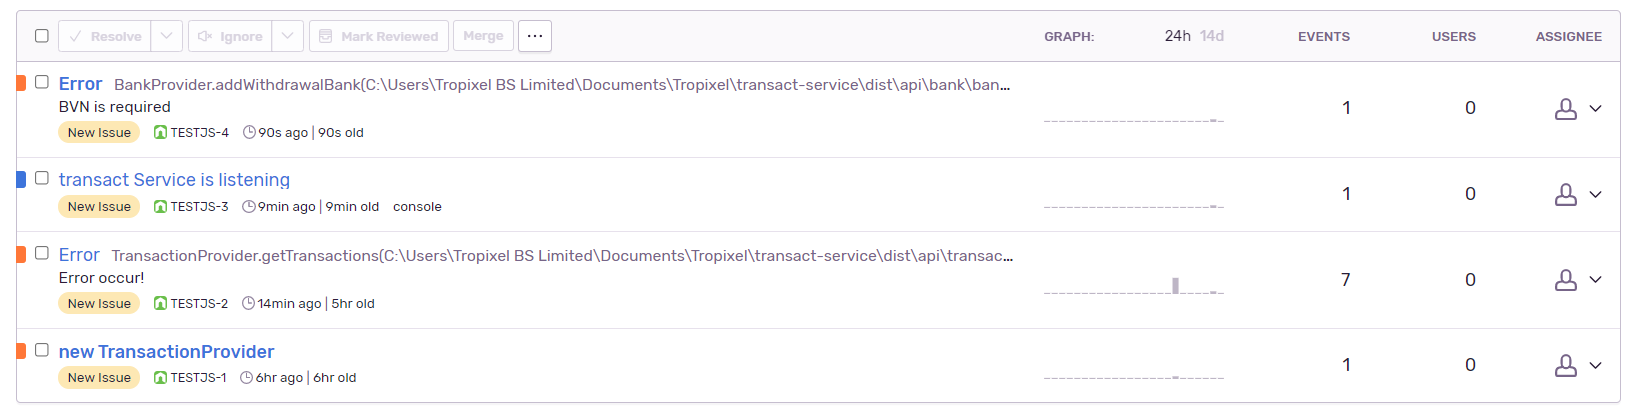 Resolve Ignore Mark Reviewed Merge ... GRAPH: 24h 14d EVENTS USERS ASSIGNEE
Error BankProvider.addWithdrawalBank(C:\Users\Tropixel BS Limited\Documents\Tropixel\transact-service\dist\api\bank\ban...
BVN is required
1 0
New Issue TESTJS-4 90s ago | 90s old
transact Service is listening
1 0
New Issue TESTJS-3 9min ago | 9min old console
Error TransactionProvider.getTransactions(C:\Users\Tropixel BS Limited\Documents\Tropixel\transact-service\dist\api\transac...
Error occur!
7 0
New Issue TESTJS-2 14min ago | 5hr old
new TransactionProvider
1 0
New Issue TESTJS-1 6hr ago | 6hr old